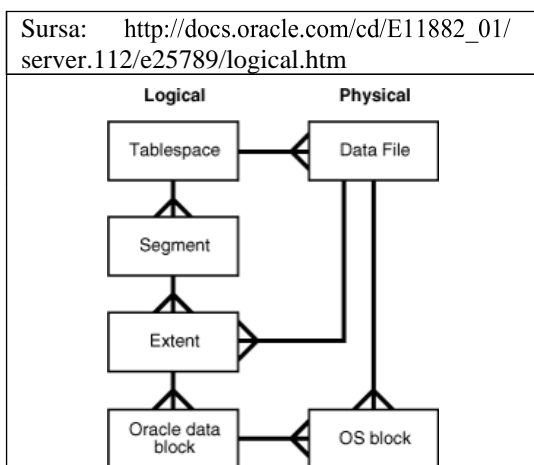 Sursa: http://docs.oracle.com/cd/E11882_01/
server.112/e25789/logical.htm
Logical Physical
Tablespace Data File
Segment
Extent
Oracle data
block
OS block